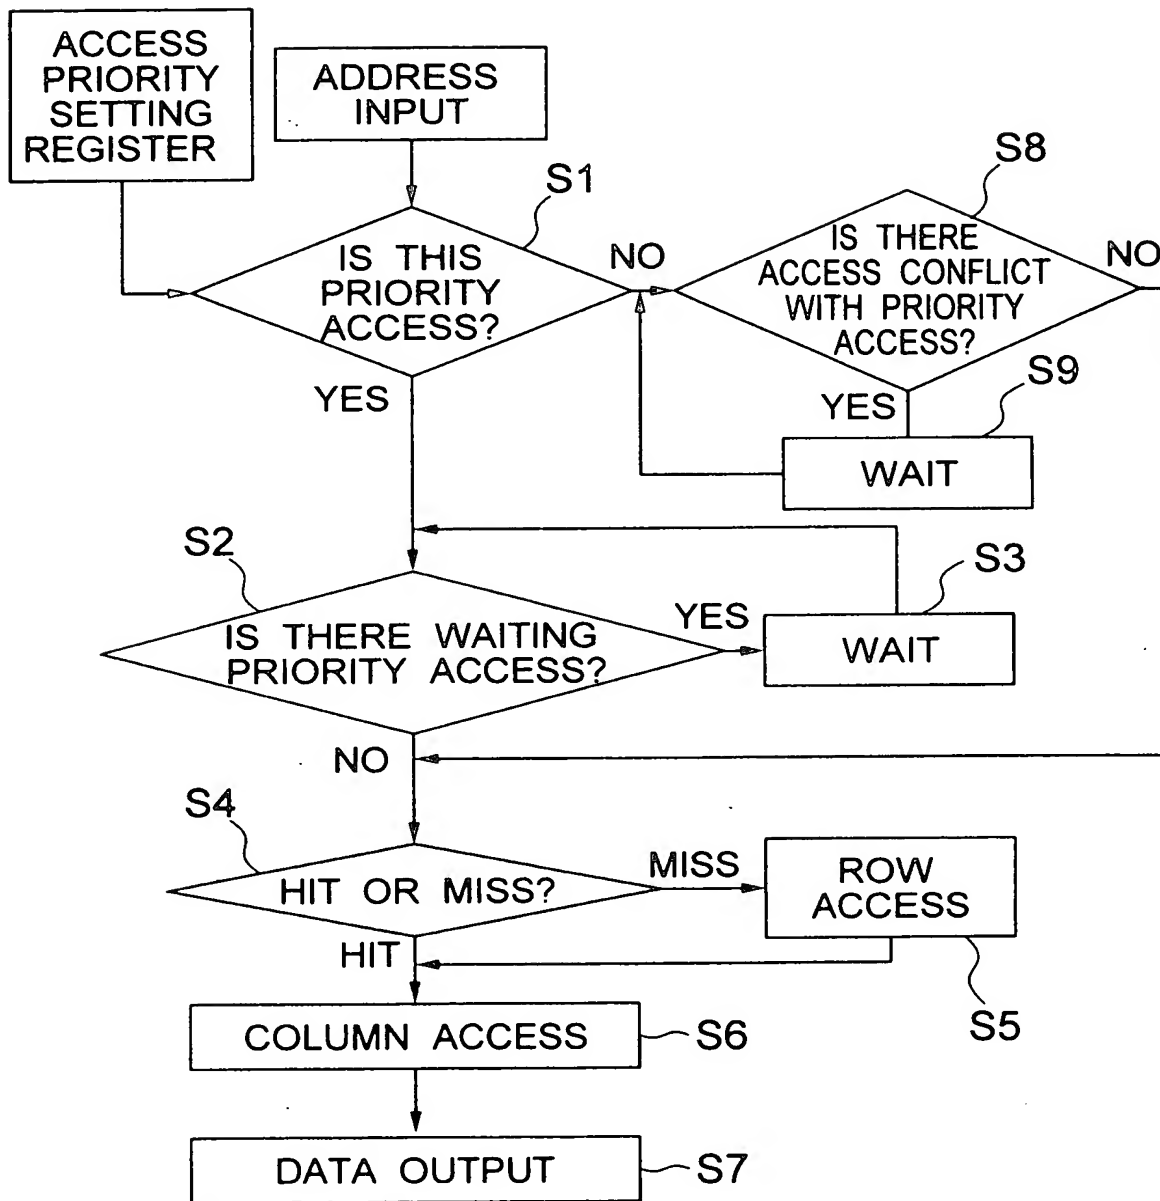 ACCESS
PRIORITY
SETTING
REGISTER
ADDRESS
INPUT
S1
IS THIS
PRIORITY
ACCESS?
NO
YES
S8
IS THERE
ACCESS CONFLICT
WITH PRIORITY
ACCESS?
NO
YES
S9
WAIT
S2
IS THERE WAITING
PRIORITY ACCESS?
YES
S3
WAIT
NO
S4
HIT OR MISS?
MISS
ROW
ACCESS
S5
HIT
COLUMN ACCESS
S6
DATA OUTPUT
S7